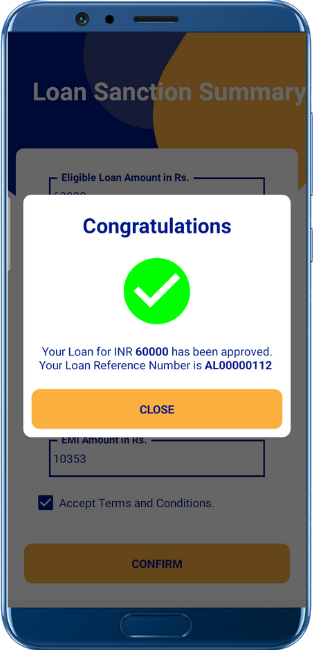 Loan Sanction Summary
Eligible Loan Amount in Rs.
60000
Congratulations
Your Loan for INR 60000 has been approved.
Your Loan Reference Number is AL00000112
CLOSE
EMI Amount in Rs.
10353
Accept Terms and Conditions.
CONFIRM